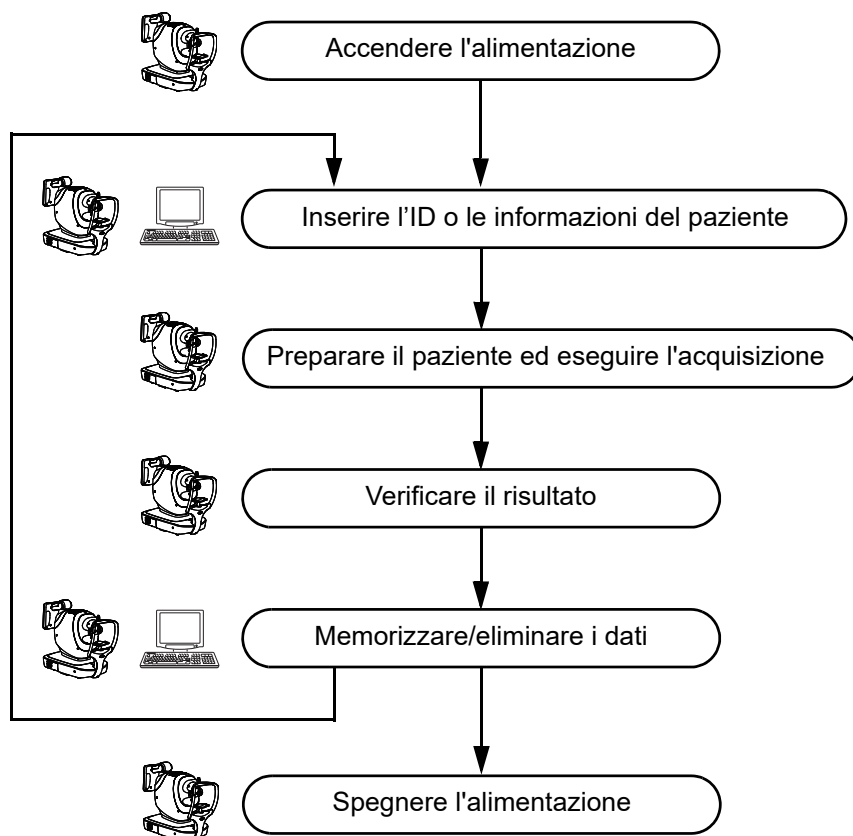 Accendere l'alimentazione
Inserire l’ID o le informazioni del paziente
Preparare il paziente ed eseguire l'acquisizione
Verificare il risultato
Memorizzare/eliminare i dati
Spegnere l'alimentazione